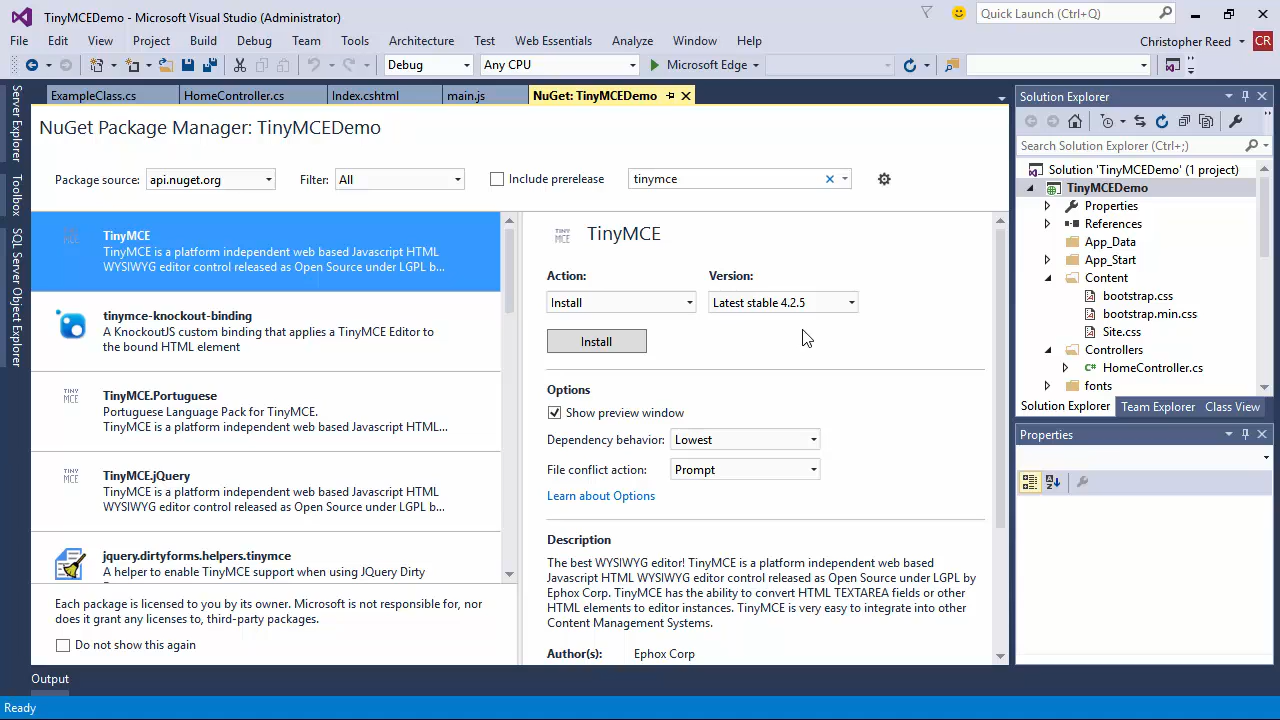 TinyMCEDemo - Microsoft Visual Studio (Administrator)
Quick Launch (Ctrl+Q)
File Edit View Project Build Debug Team Tools Architecture Test Web Essentials Analyze Window Help
Christopher Reed CR
Debug Any CPU Microsoft Edge
Server Explorer
Toolbox
SQL Server Object Explorer
ExampleClass.cs HomeController.cs Index.cshtml main.js NuGet: TinyMCEDemo
NuGet Package Manager: TinyMCEDemo
Package source: api.nuget.org Filter: All Include prerelease tinymce
TINY
MCE
TinyMCE
TinyMCE is a platform independent web based Javascript HTML
WYSIWYG editor control released as Open Source under LGPL b...
tinymce-knockout-binding
A KnockoutJS custom binding that applies a TinyMCE Editor to
the bound HTML element
TINY
MCE
TinyMCE.Portuguese
Portuguese Language Pack for TinyMCE.
TinyMCE is a platform independent web based Javascript HTML...
TINY
MCE
TinyMCE.jQuery
TinyMCE is a platform independent web based Javascript HTML
WYSIWYG editor control released as Open Source under LGPL b...
jquery.dirtyforms.helpers.tinymce
A helper to enable TinyMCE support when using JQuery Dirty
Each package is licensed to you by its owner. Microsoft is not responsible for, nor
does it grant any licenses to, third-party packages.
Do not show this again
TINY
MCE
TinyMCE
Action: Version:
Install Latest stable 4.2.5
Install
Options
Show preview window
Dependency behavior: Lowest
File conflict action: Prompt
Learn about Options
Description
The best WYSIWYG editor! TinyMCE is a platform independent web based
Javascript HTML WYSIWYG editor control released as Open Source under LGPL by
Ephox Corp. TinyMCE has the ability to convert HTML TEXTAREA fields or other
HTML elements to editor instances. TinyMCE is very easy to integrate into other
Content Management Systems.
Author(s): Ephox Corp
Solution Explorer
Search Solution Explorer (Ctrl+;)
Solution 'TinyMCEDemo' (1 project)
TinyMCEDemo
Properties
References
App_Data
App_Start
Content
bootstrap.css
bootstrap.min.css
Site.css
Controllers
C# HomeController.cs
fonts
Solution Explorer Team Explorer Class View
Properties
Output
Ready